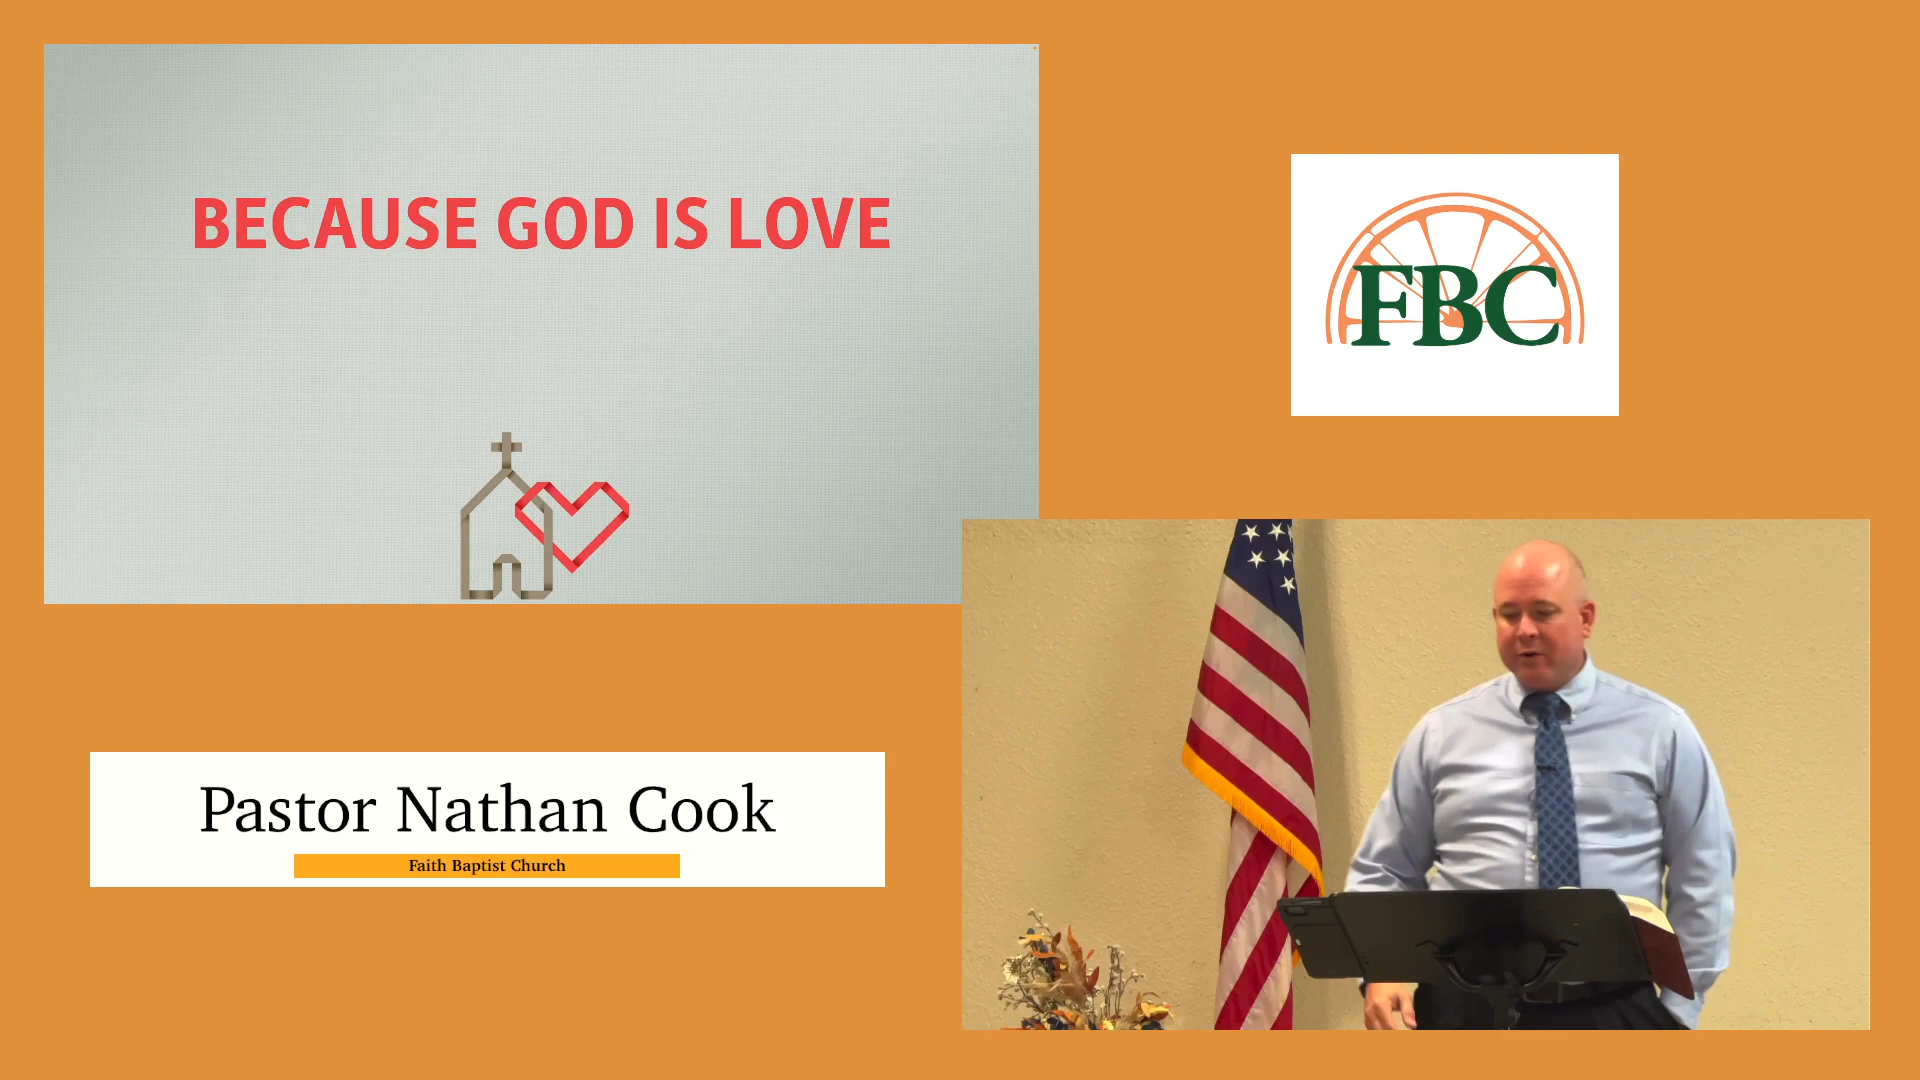 BECAUSE GOD IS LOVE
FBC
Pastor Nathan Cook
Faith Baptist Church